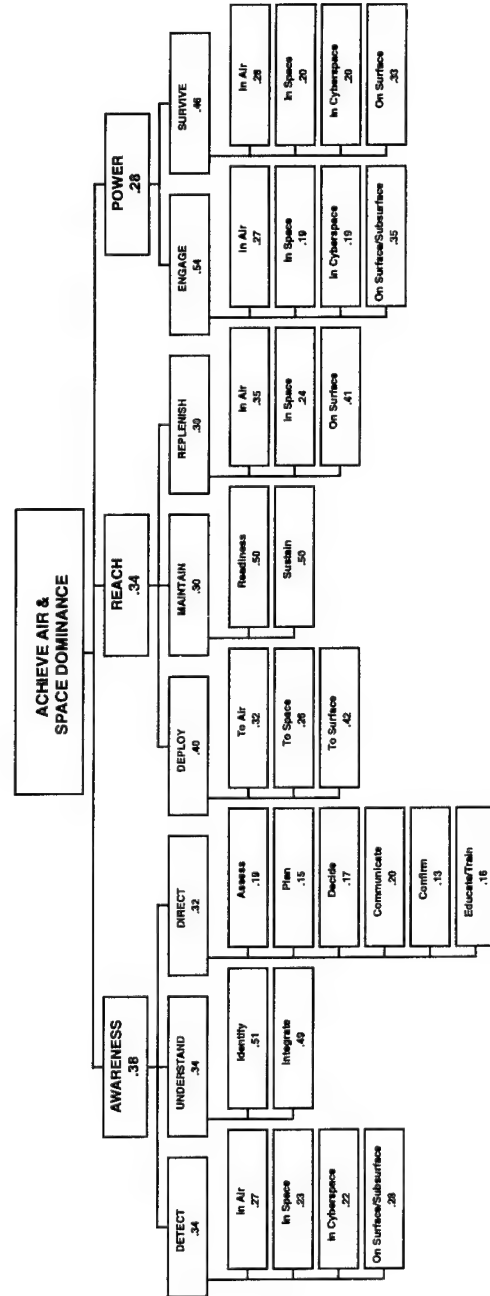 ACHIEVE AIR &
SPACE DOMINANCE
AWARENESS
.38
REACH
.34
POWER
.28
DETECT
.34
UNDERSTAND
.34
DIRECT
.32
DEPLOY
.40
MAINTAIN
.30
REPLENISH
.30
ENGAGE
.54
SURVIVE
.46
In Air
.27
In Space
.23
In Cyberspace
.22
On Surface/Subsurface
.28
Identify
.51
Integrate
.49
Assess
.19
Plan
.15
Decide
.17
Communicate
.20
Confirm
.13
Educate/Train
.16
To Air
.32
To Space
.26
To Surface
.42
Readiness
.50
Sustain
.50
In Air
.35
In Space
.24
On Surface
.41
In Air
.27
In Space
.19
In Cyberspace
.19
On Surface/Subsurface
.35
In Air
In Space
.20
In Cyberspace
.20
On Surface
.33